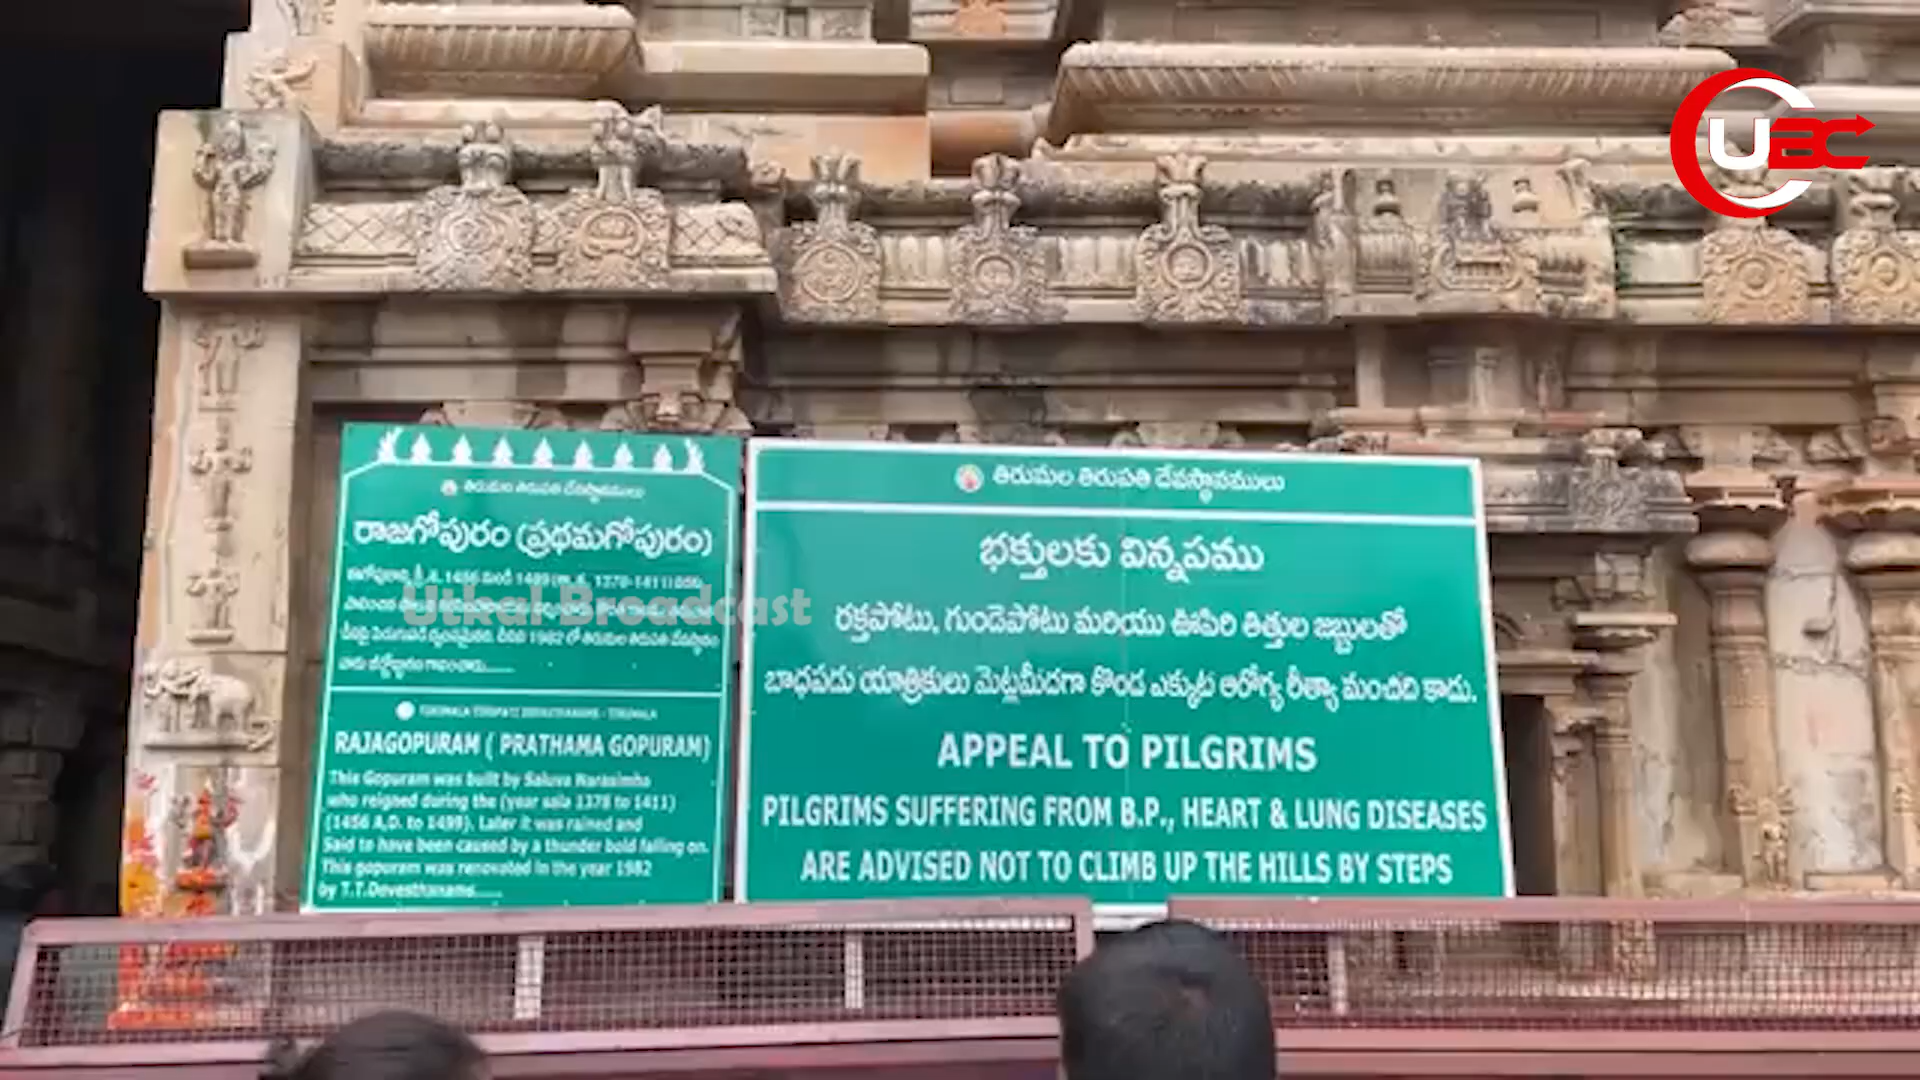 UBC
తిరుమల తిరుపతి దేవస్థానములు
రాజగోపురం (ప్రథమగోపురం)
Utkal Broadcast
TIRUMALA TIRUPATI DEVASTHANAMS - TIRUMALA
RAJAGOPURAM ( PRATHAMA GOPURAM)
This Gopuram was built by Saluva Narasimha
who reigned during the (year sala 1378 to 1411)
(1456 A.D. to 1499). Later it was rained and
Said to have been caused by a thunder bold falling on.
This gopuram was renovated in the year 1982
by T.T.Devesthanams......
తిరుమల తిరుపతి దేవస్థానములు
భక్తులకు విన్నపము
రక్తపోటు, గుండెపోటు మరియు ఊపిరి తిత్తుల జబ్బులతో
బాధపడు యాత్రికులు మెట్లమీదగా కొండ ఎక్కుట ఆరోగ్య రీత్యా మంచిది కాదు.
APPEAL TO PILGRIMS
PILGRIMS SUFFERING FROM B.P., HEART & LUNG DISEASES
ARE ADVISED NOT TO CLIMB UP THE HILLS BY STEPS